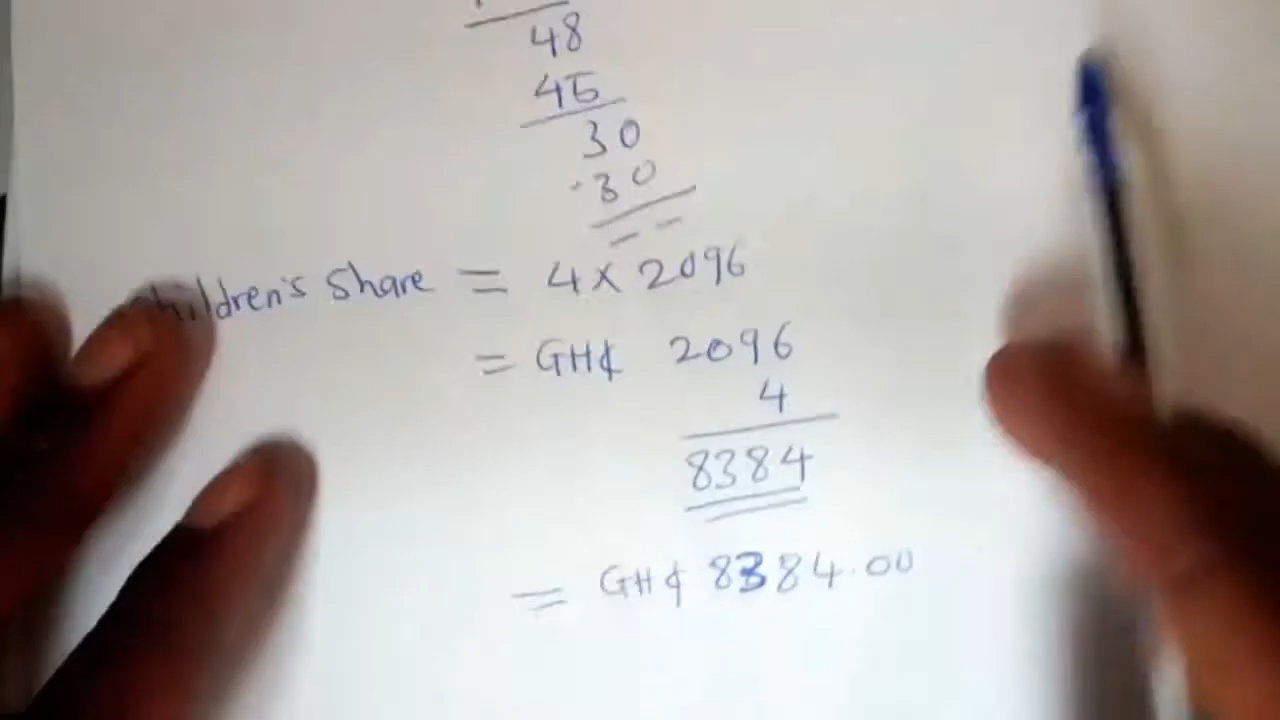 48
45
30
30
Children's Share = 4 x 2096
= GH¢ 2096
4
8384
= GH¢ 8384.00